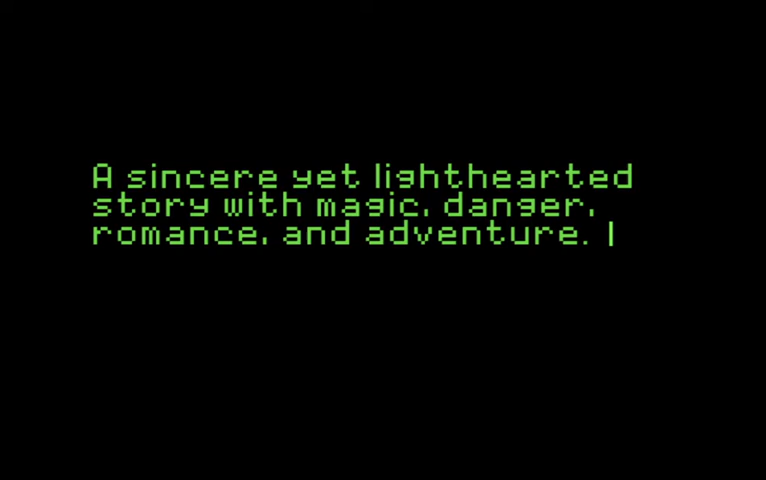 A sincere yet lighthearted
story with magic, danger,
romance, and adventure.